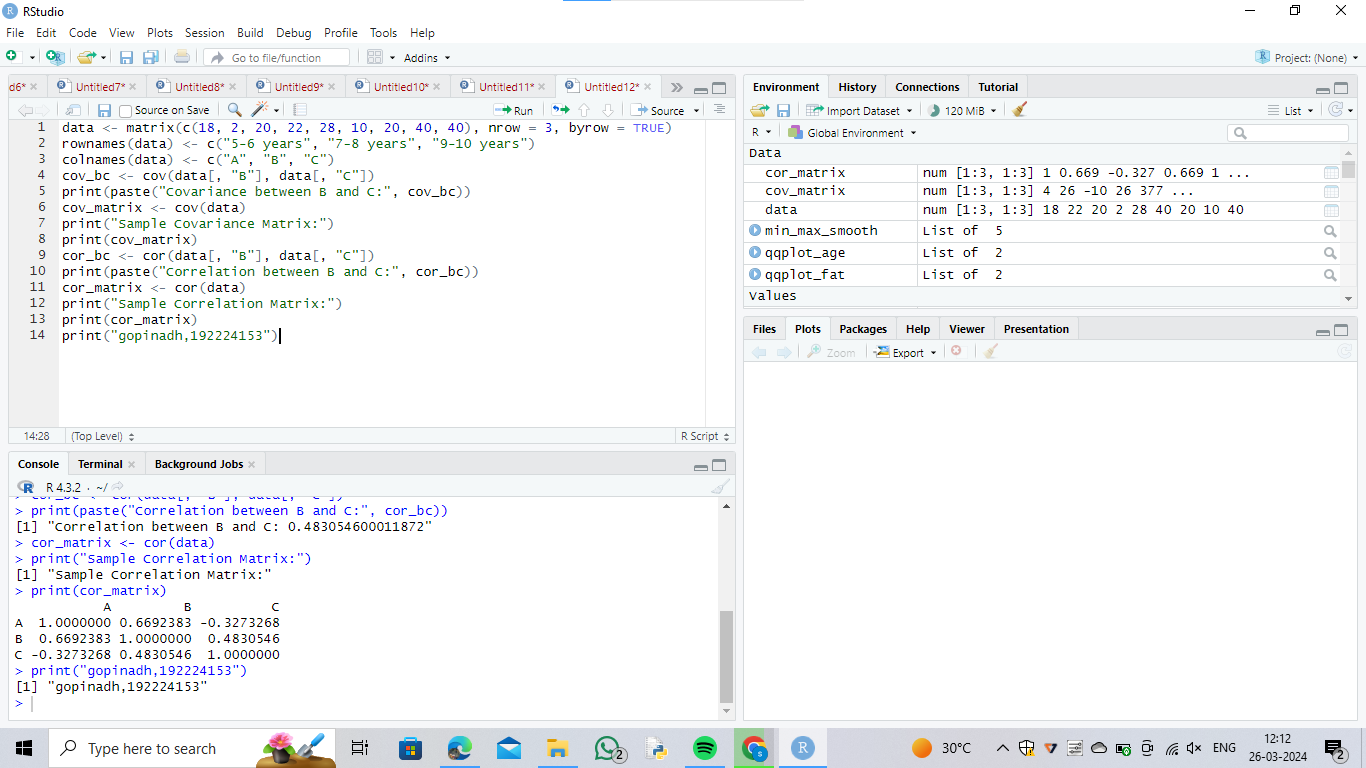 RStudio
File Edit Code View Plots Session Build Debug Profile Tools Help
Go to file/function Addins Project: (None)
d6* Untitled7* Untitled8* Untitled9* Untitled10* Untitled11* Untitled12*
Source on Save Run Source
1 data <- matrix(c(18, 2, 20, 22, 28, 10, 20, 40, 40), nrow = 3, byrow = TRUE)
2 rownames(data) <- c("5-6 years", "7-8 years", "9-10 years")
3 colnames(data) <- c("A", "B", "C")
4 cov_bc <- cov(data[, "B"], data[, "C"])
5 print(paste("Covariance between B and C:", cov_bc))
6 cov_matrix <- cov(data)
7 print("Sample Covariance Matrix:")
8 print(cov_matrix)
9 cor_bc <- cor(data[, "B"], data[, "C"])
10 print(paste("Correlation between B and C:", cor_bc))
11 cor_matrix <- cor(data)
12 print("Sample Correlation Matrix:")
13 print(cor_matrix)
14 print("gopinadh,192224153")
14:28 (Top Level) R Script
Console Terminal Background Jobs
R 4.3.2 · ~/
> cor_bc <- cor(data[, "B"], data[, "C"])
> print(paste("Correlation between B and C:", cor_bc))
[1] "Correlation between B and C: 0.483054600011872"
> cor_matrix <- cor(data)
> print("Sample Correlation Matrix:")
[1] "Sample Correlation Matrix:"
> print(cor_matrix)
A B C
A 1.0000000 0.6692383 -0.3273268
B 0.6692383 1.0000000 0.4830546
C -0.3273268 0.4830546 1.0000000
> print("gopinadh,192224153")
[1] "gopinadh,192224153"
>
Environment History Connections Tutorial
Import Dataset 120 MiB List
R Global Environment
Data
cor_matrix num [1:3, 1:3] 1 0.669 -0.327 0.669 1 ...
cov_matrix num [1:3, 1:3] 4 26 -10 26 377 ...
data num [1:3, 1:3] 18 22 20 2 28 40 20 10 40
min_max_smooth List of 5
qqplot_age List of 2
qqplot_fat List of 2
Values
Files Plots Packages Help Viewer Presentation
Zoom Export
Type here to search
2
S
R
30°C
ENG
12:12
26-03-2024
2